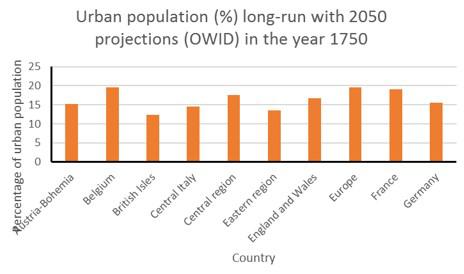 Urban population (%) long-run with 2050
projections (OWID) in the year 1750
Percentage of urban population
25
20
15
10
5
0
Austria-Bohemia
Belgium
British Isles
Central Italy
Central region
Eastern region
England and Wales
Europe
France
Germany
Country